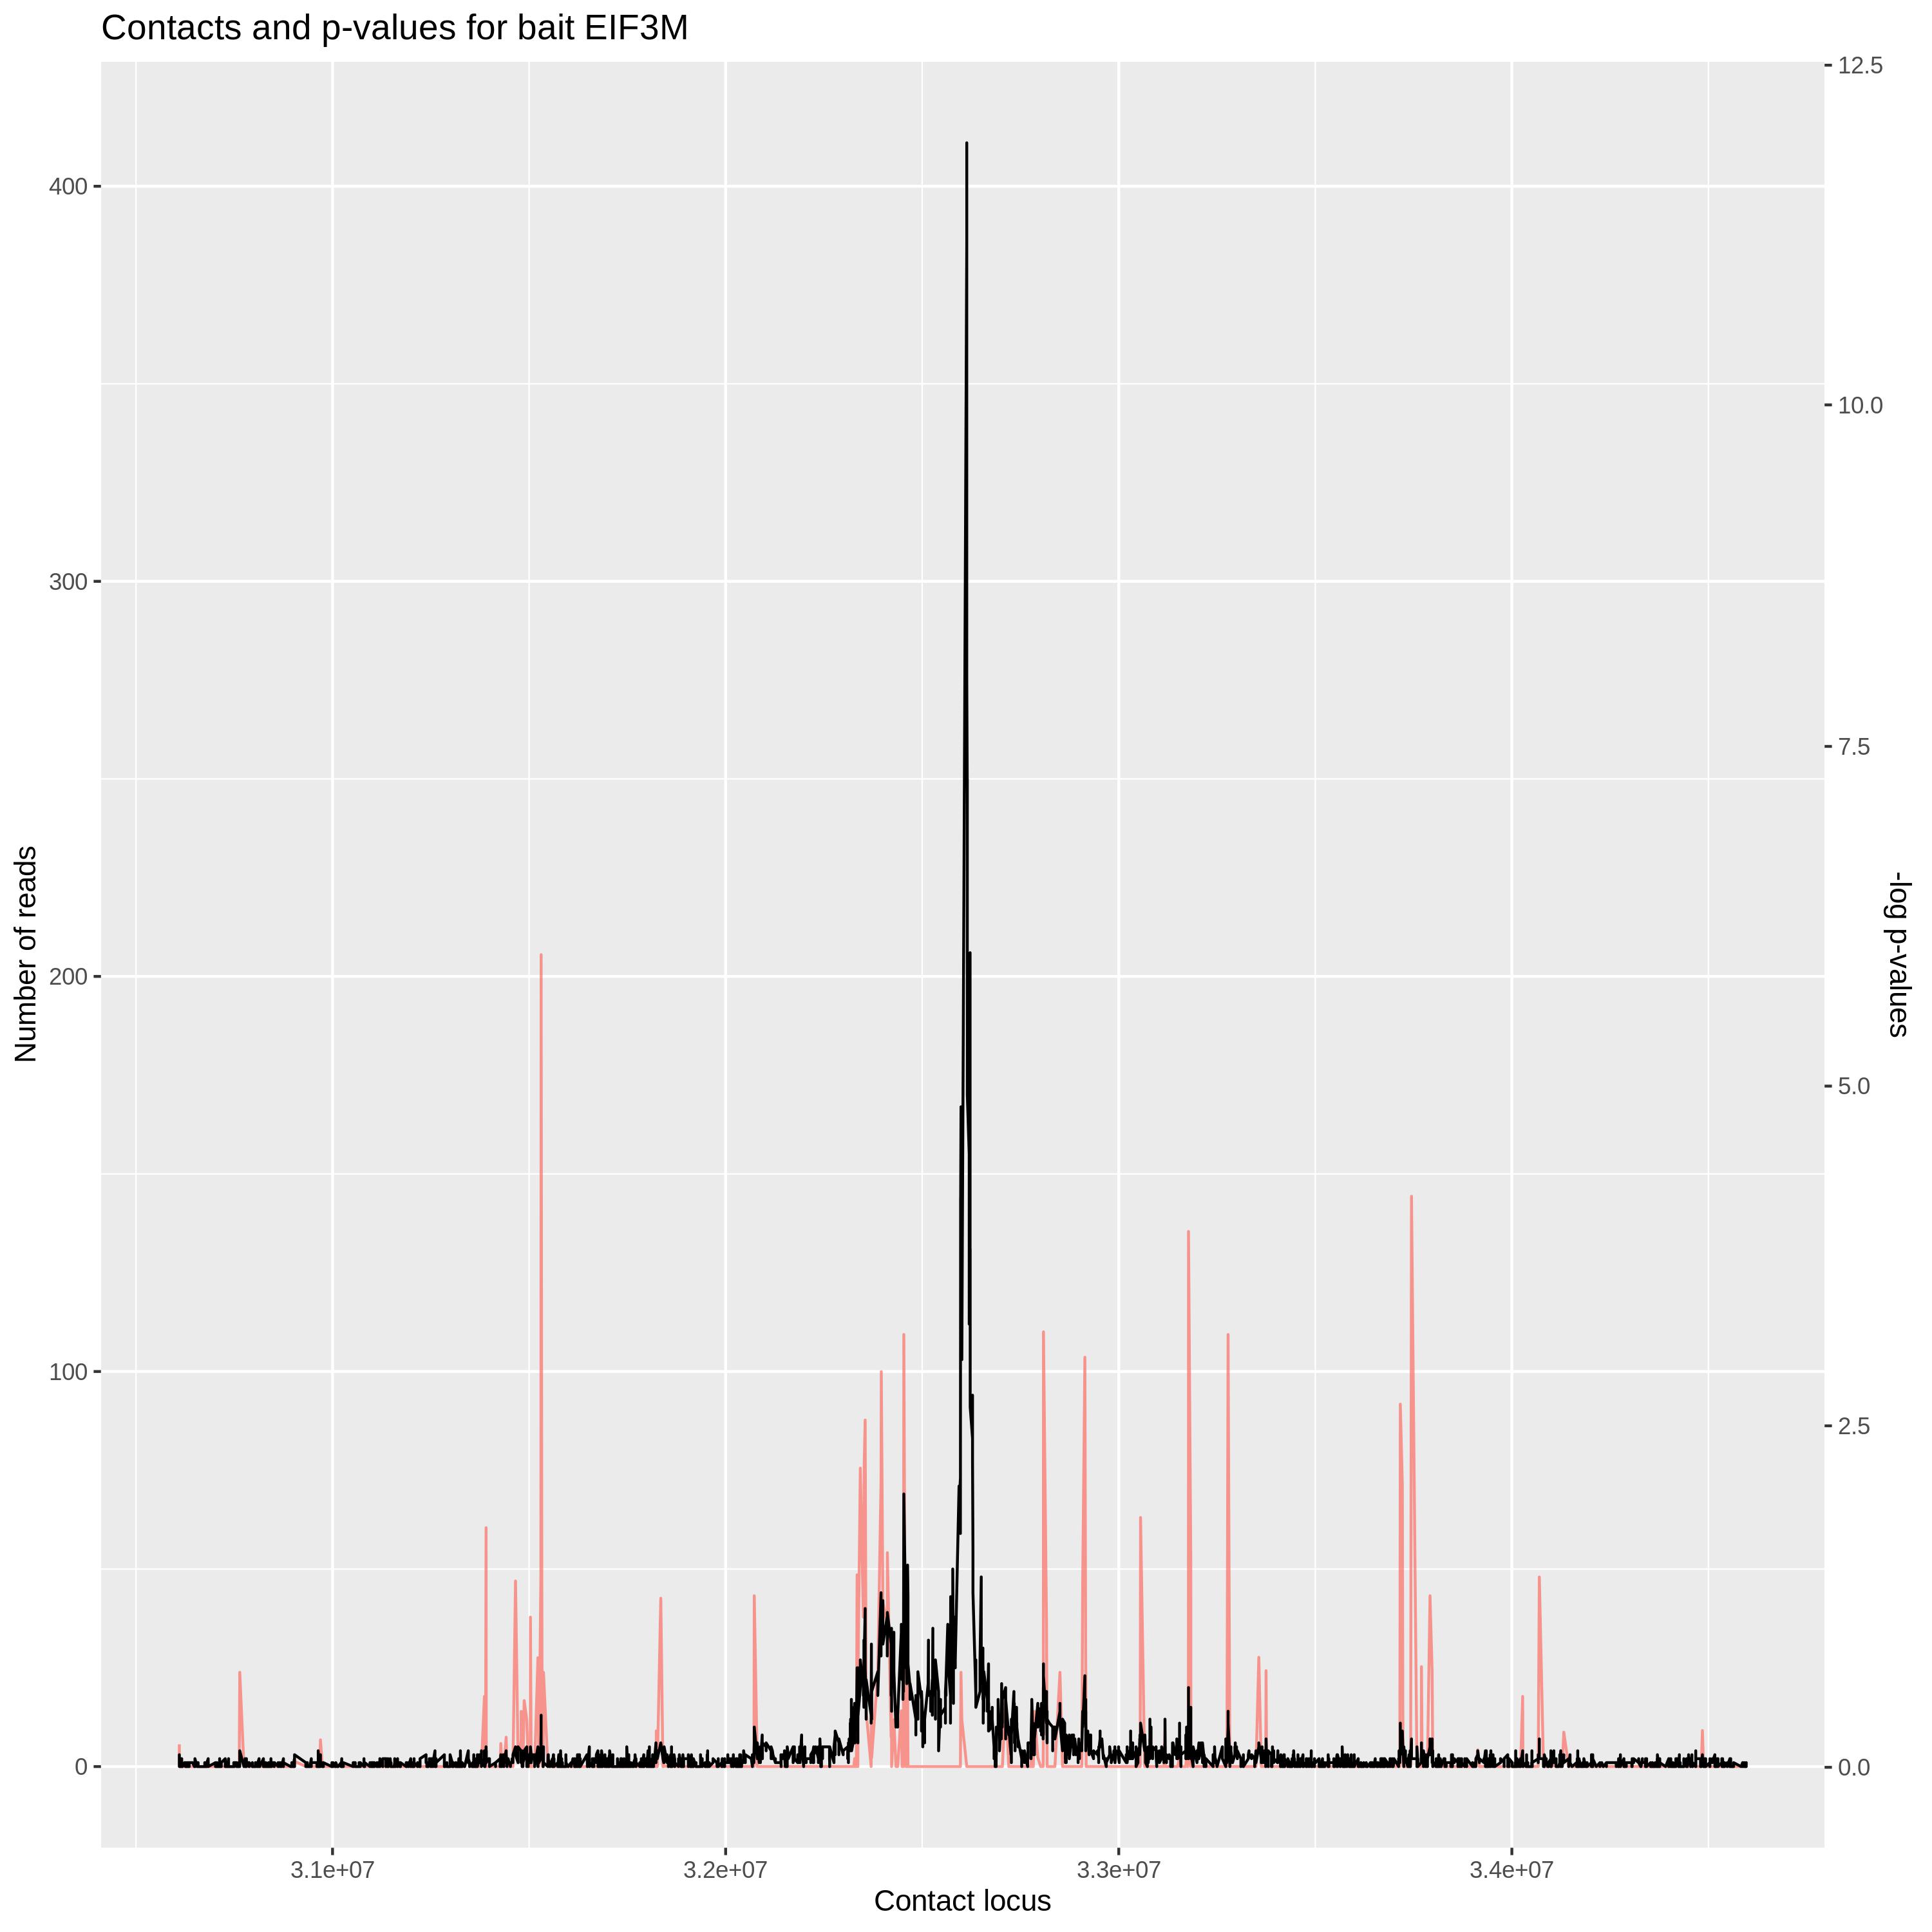 Contacts and p-values for bait EIF3M
12.5
400
10.0
300
7.5
Number of reads
-log p-values
200
5.0
100
2.5
0
0.0
3.1e+07 3.2e+07 3.3e+07 3.4e+07
Contact locus